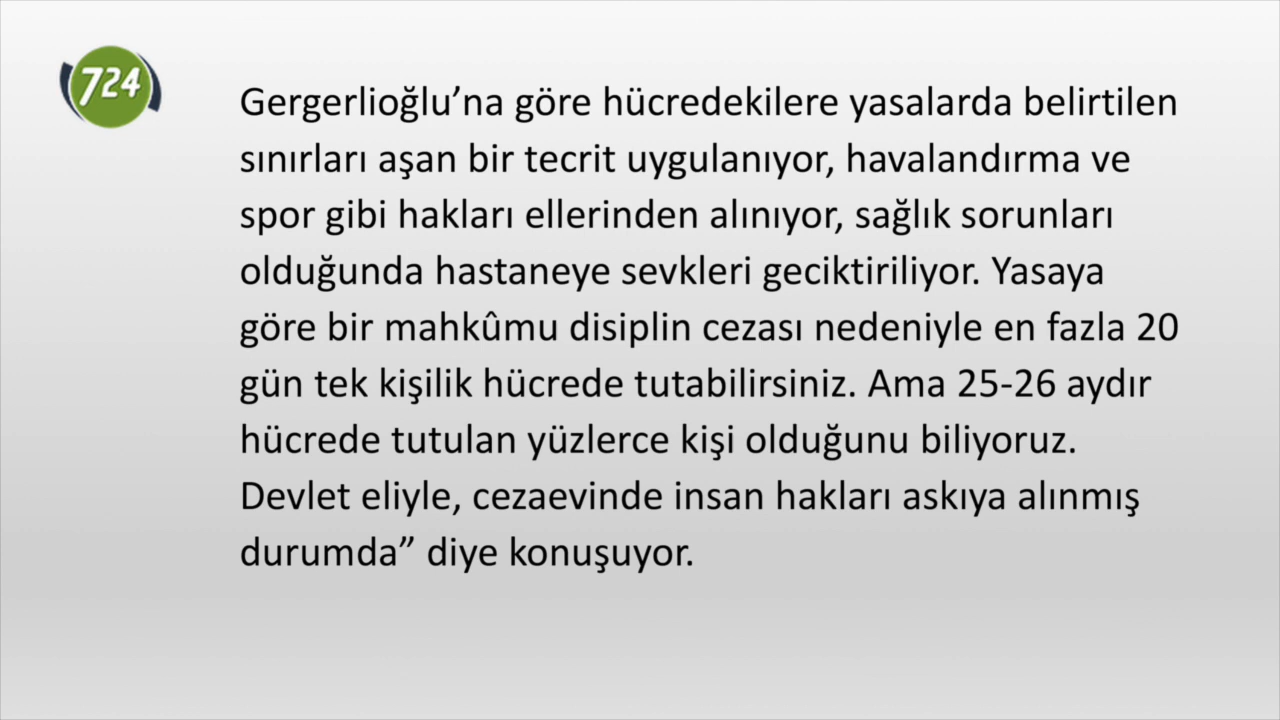 724
Gergerlioğlu’na göre hücredekilere yasalarda belirtilen
sınırları aşan bir tecrit uygulanıyor, havalandırma ve
spor gibi hakları ellerinden alınıyor, sağlık sorunları
olduğunda hastaneye sevkleri geciktiriliyor. Yasaya
göre bir mahkûmu disiplin cezası nedeniyle en fazla 20
gün tek kişilik hücrede tutabilirsiniz. Ama 25-26 aydır
hücrede tutulan yüzlerce kişi olduğunu biliyoruz.
Devlet eliyle, cezaevinde insan hakları askıya alınmış
durumda” diye konuşuyor.